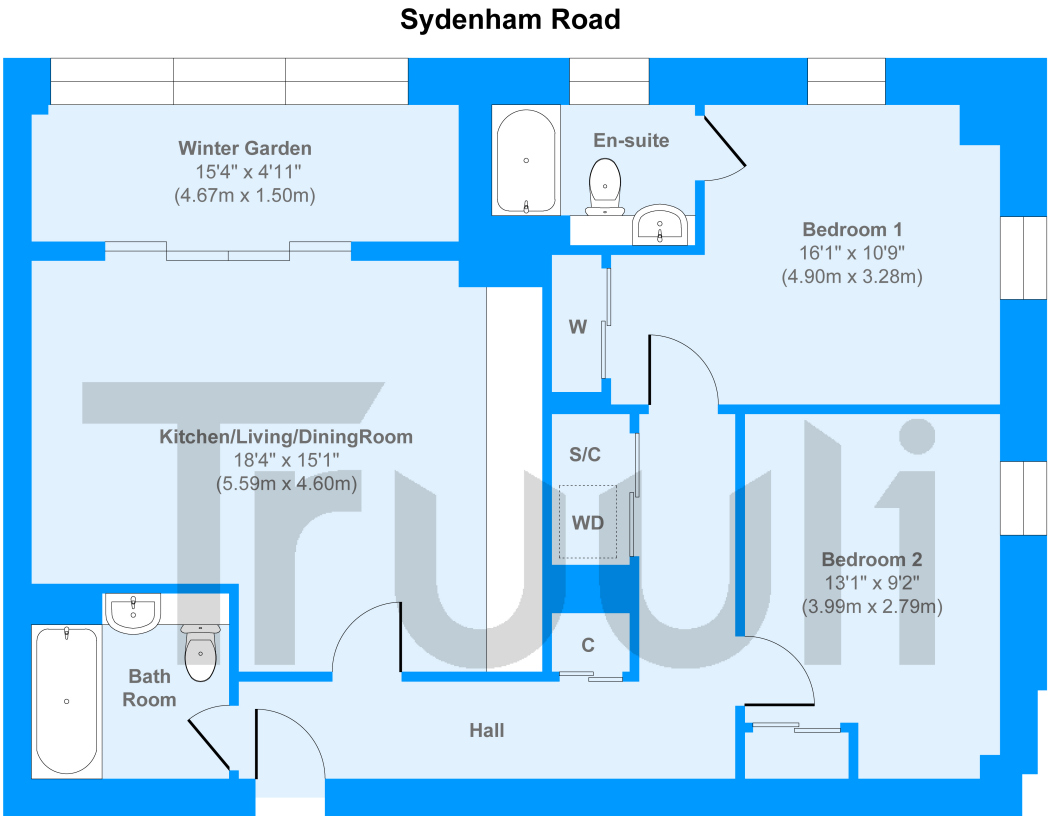 Sydenham Road
Winter Garden
15'4" x 4'11"
(4.67m x 1.50m)
En-suite
Bedroom 1
16'1" x 10'9"
(4.90m x 3.28m)
W
Kitchen/Living/DiningRoom
18'4" x 15'1"
(5.59m x 4.60m)
S/C
WD
Bedroom 2
13'1" x 9'2"
(3.99m x 2.79m)
C
Bath
Room
Hall
Truuli